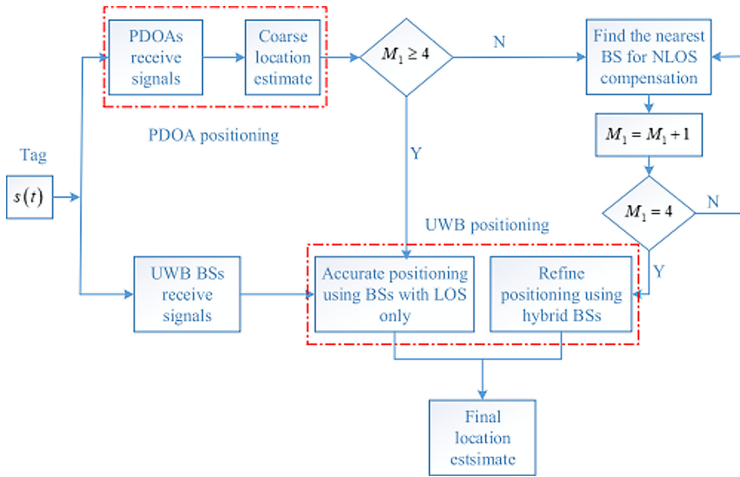 PDOAs
receive
signals
Coarse
location
estimate
M₁ ≥ 4
N
Find the nearest
BS for NLOS
compensation
PDOA positioning
Y
M₁ = M₁ + 1
Tag
s(t)
M₁ = 4
N
UWB positioning
Y
UWB BSs
receive
signals
Accurate positioning
using BSs with LOS
only
Refine
positioning using
hybrid BSs
Final
location
estsimate